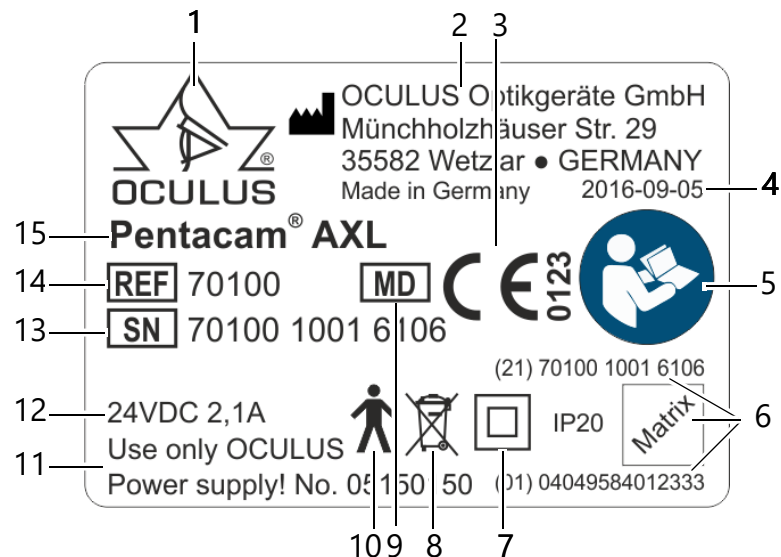 1
2
3
OCULUS Optikgeräte GmbH
Münchholzhäuser Str. 29
35582 Wetzlar ● GERMANY
Made in Germany 2016-09-05
4
®
OCULUS
15
Pentacam® AXL
14
REF 70100
MD
CE 0123
5
13
SN 70100 1001 6106
(21) 70100 1001 6106
12
24VDC 2,1A
IP20
Matrix
6
11
Use only OCULUS
Power supply! No. 05150150
(01) 04049584012333
10
9
8
7